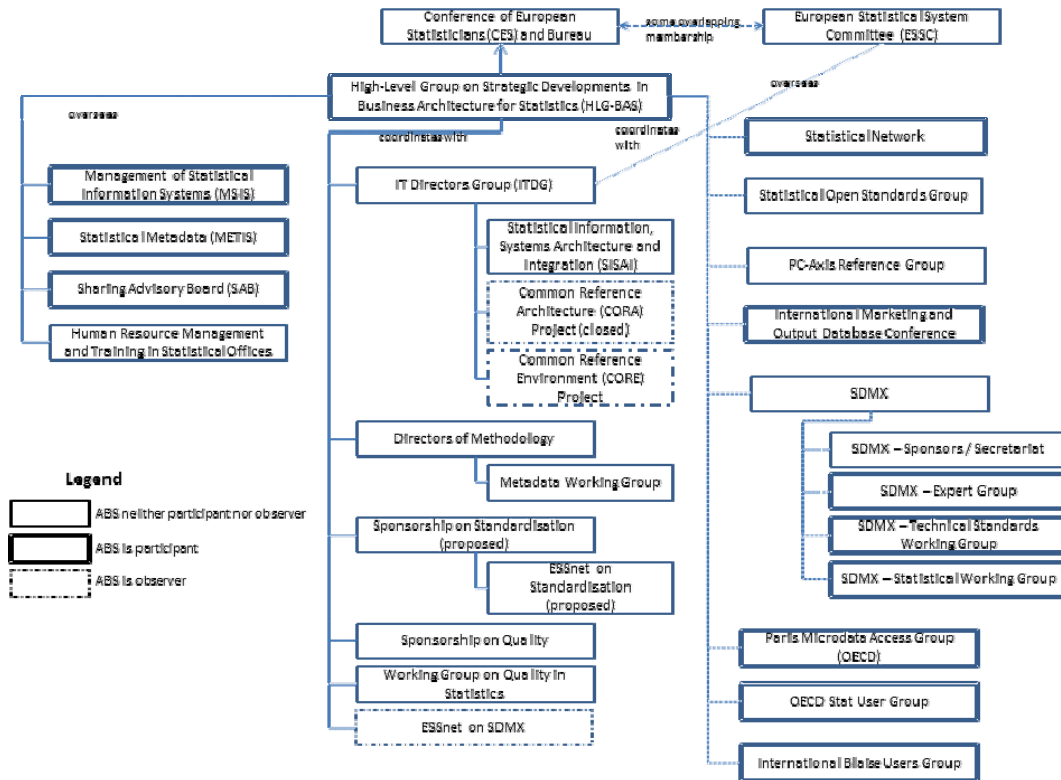 Conference of European
Statisticians (CES) and Bureau
some overlapping
membership
European Statistical System
Committee (ESSC)
High-Level Group on Strategic Developments in
Business Architecture for Statistics (HLG-BAS)
overseas
coordinates with
coordinates
with
Management of Statistical
Information Systems (MSIS)
Statistical Metadata (METIS)
Sharing Advisory Board (SAB)
Human Resource Management
and Training in Statistical Offices
IT Directors Group (ITDG)
Statistical Information,
Systems Architecture and
Integration (SISAI)
Common Reference
Architecture (CORA)
Project (closed)
Common Reference
Environment (CORE)
Project
Directors of Methodology
Metadata Working Group
Sponsorship on Standardisation
(proposed)
ESSnet on
Standardisation
(proposed)
Sponsorship on Quality
Working Group on Quality in
Statistics
ESSnet on SDMX
overseas
Statistical Network
Statistical Open Standards Group
PC-Axis Reference Group
International Marketing and
Output Database Conference
SDMX
SDMX – Sponsors / Secretariat
SDMX – Expert Group
SDMX – Technical Standards
Working Group
SDMX – Statistical Working Group
Paris Microdata Access Group
(OECD)
OECD Stat User Group
International Blaise Users Group
Legend
ABS neither participant nor observer
ABS is participant
ABS is observer